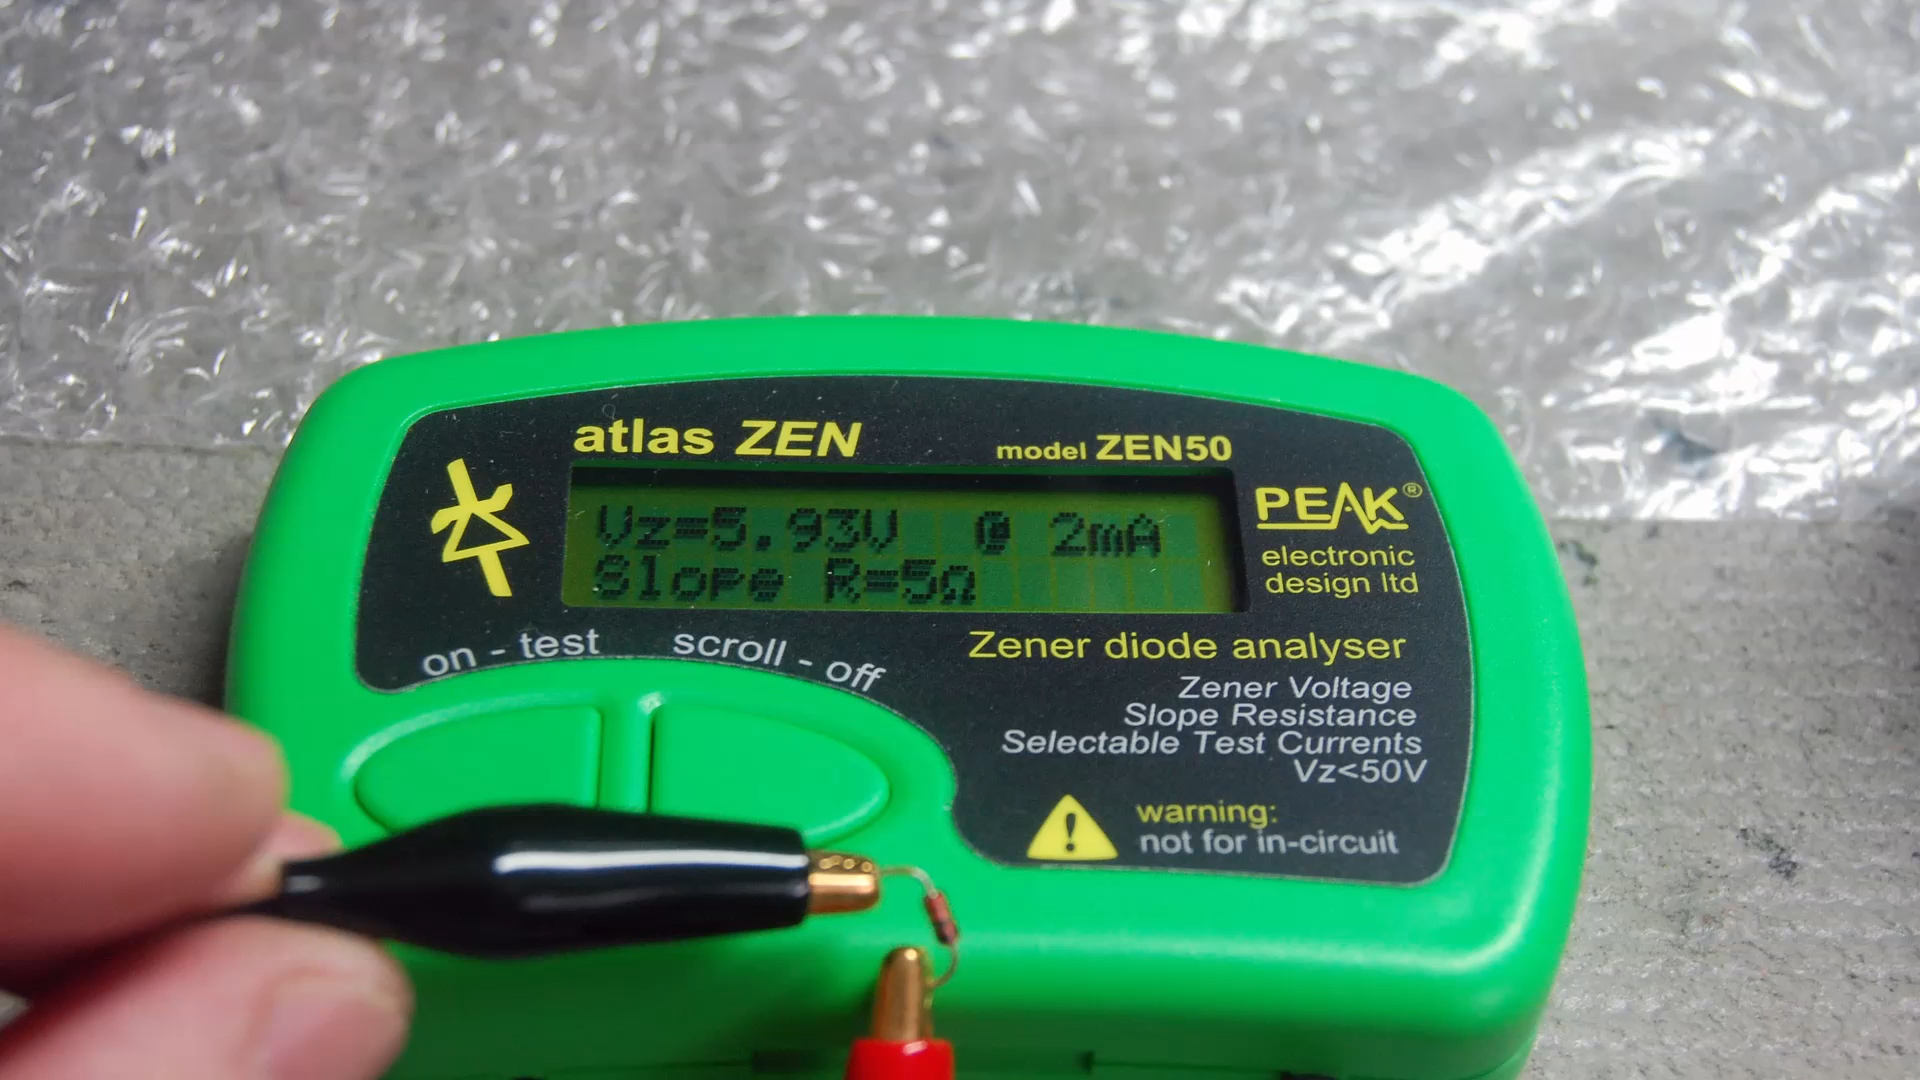 atlas ZEN
model ZEN50
Vz=5.93V @ 2mA
Slope R=5Ω
PEAK®
electronic
design ltd
on - test
scroll - off
Zener diode analyser
Zener Voltage
Slope Resistance
Selectable Test Currents
Vz<50V
warning:
not for in-circuit